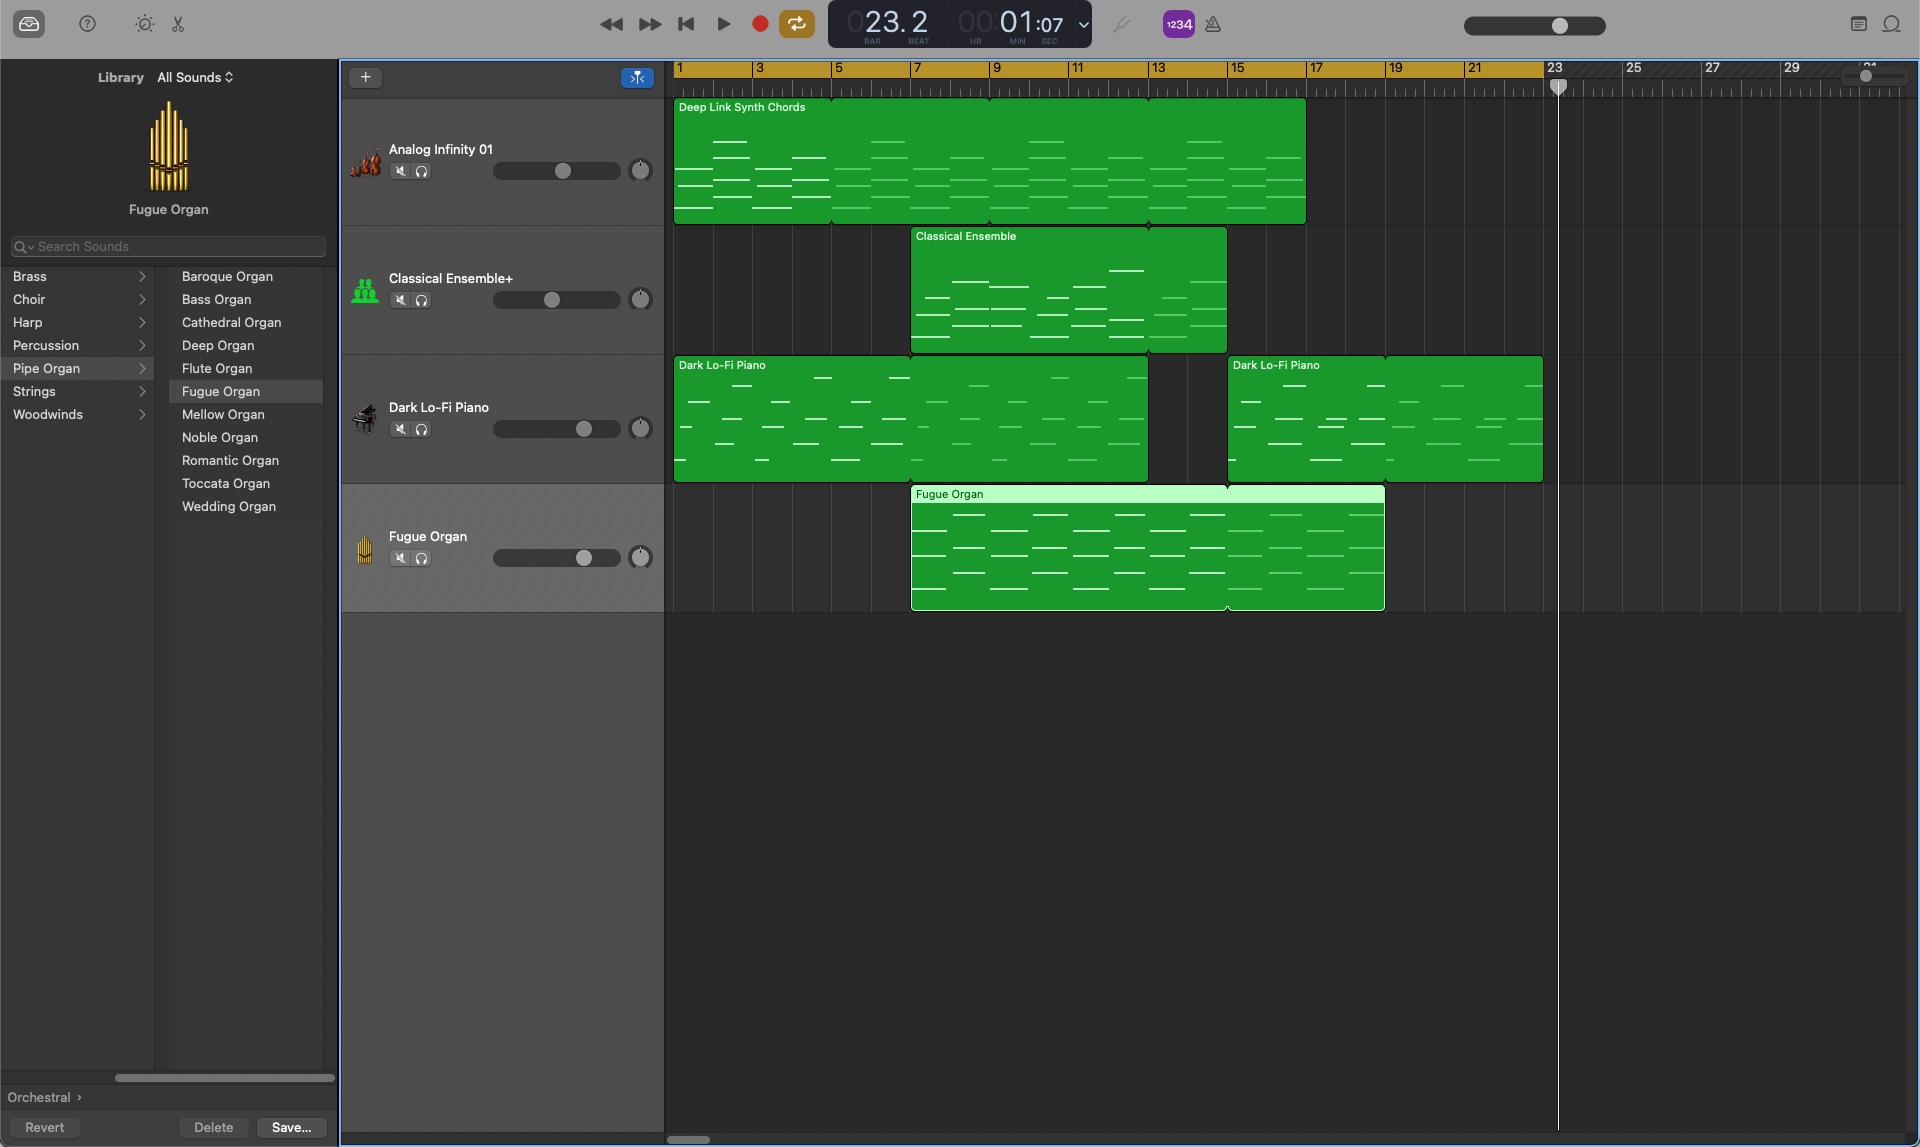 023.2
BAR BEAT
00:01:07
HR MIN SEC
1234
Library All Sounds
Fugue Organ
Search Sounds
Brass
Choir
Harp
Percussion
Pipe Organ
Strings
Woodwinds
Baroque Organ
Bass Organ
Cathedral Organ
Deep Organ
Flute Organ
Fugue Organ
Mellow Organ
Noble Organ
Romantic Organ
Toccata Organ
Wedding Organ
Orchestral ›
Revert Delete Save...
+
1 3 5 7 9 11 13 15 17 19 21 23 25 27 29 31
Analog Infinity 01
Deep Link Synth Chords
Classical Ensemble+
Classical Ensemble
Dark Lo-Fi Piano
Dark Lo-Fi Piano
Dark Lo-Fi Piano
Fugue Organ
Fugue Organ